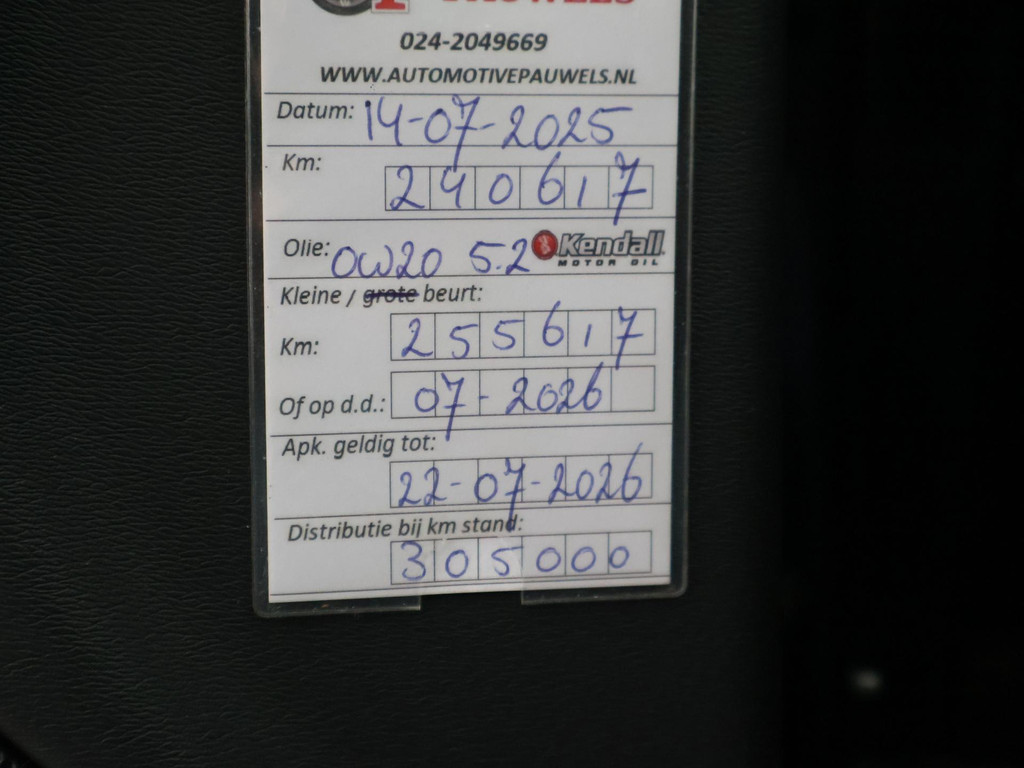 PAUWELS
024-2049669
WWW.AUTOMOTIVEPAUWELS.NL
Datum: 14-07-2025
Km: 240617
Olie: 0W20 5.2 Kendall MOTOR OIL
Kleine / grote beurt:
Km: 255617
Of op d.d.: 07-2026
Apk. geldig tot:
22-07-2026
Distributie bij km stand:
305000